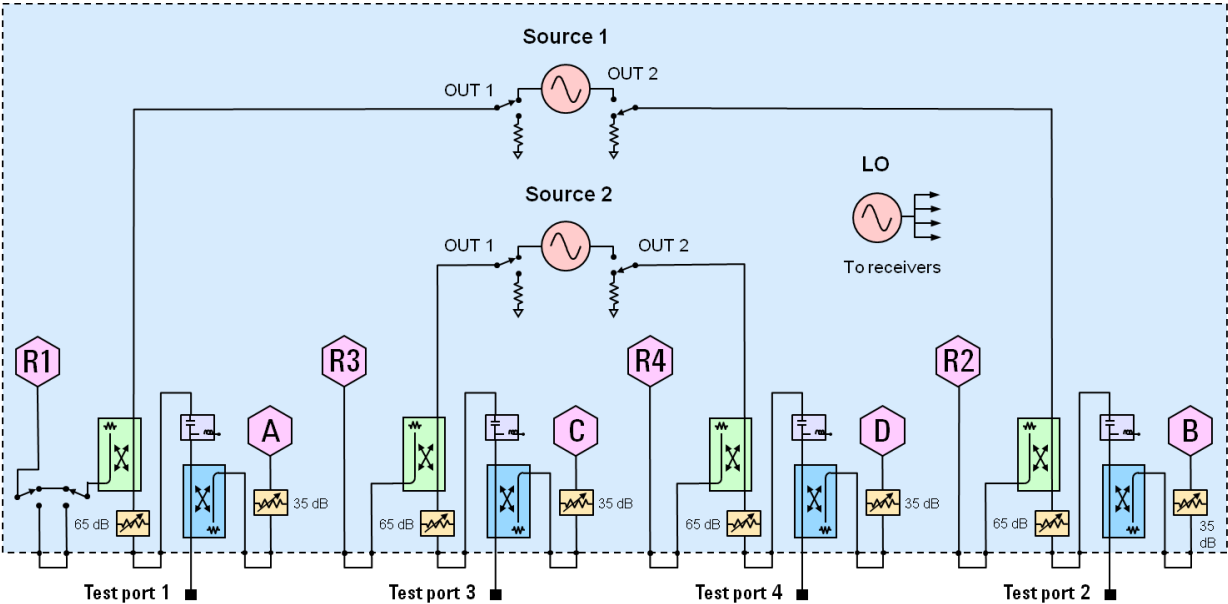 Source 1
OUT 1
OUT 2
Source 2
OUT 1
OUT 2
LO
To receivers
R1
R3
R4
R2
A
C
D
B
65 dB
35 dB
65 dB
35 dB
65 dB
35 dB
65 dB
35
dB
Test port 1
Test port 3
Test port 4
Test port 2